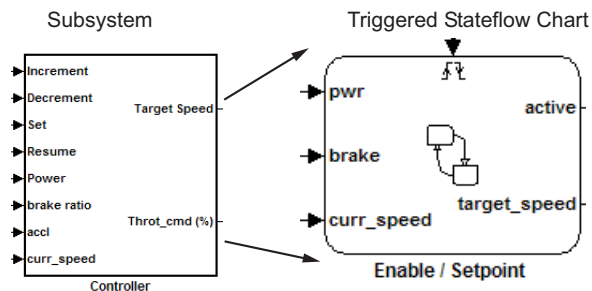 Subsystem
Triggered Stateflow Chart
Increment
Decrement
Set
Resume
Power
brake ratio
accl
curr_speed
Target Speed
Throt_cmd (%)
Controller
pwr
brake
curr_speed
active
target_speed
Enable / Setpoint